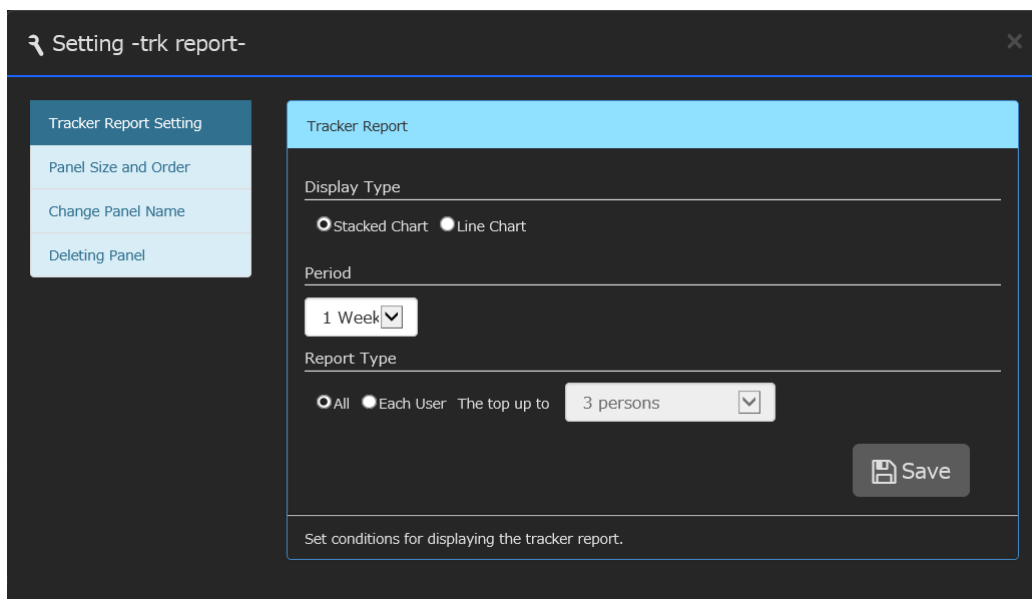 Setting -trk report-
Tracker Report Setting
Panel Size and Order
Change Panel Name
Deleting Panel
Tracker Report
Display Type
Stacked Chart Line Chart
Period
1 Week
Report Type
All Each User The top up to 3 persons
Save
Set conditions for displaying the tracker report.